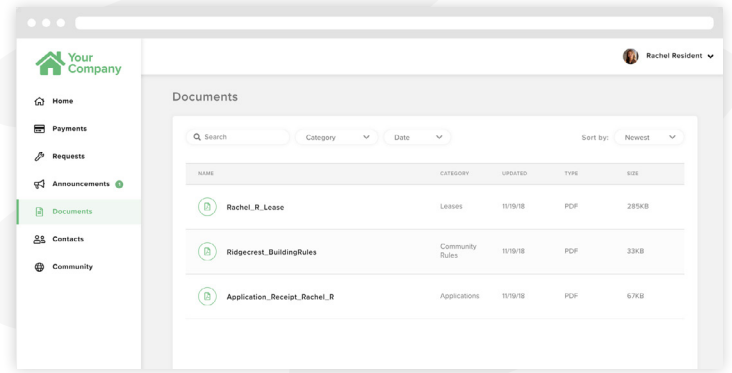 Your
Company
Rachel Resident
Home
Payments
Requests
Announcements 1
Documents
Contacts
Community
Documents
Search Category Date Sort by: Newest
NAME CATEGORY UPDATED TYPE SIZE
Rachel_R_Lease Leases 11/19/18 PDF 285KB
Ridgecrest_BuildingRules Community Rules 11/19/18 PDF 33KB
Application_Receipt_Rachel_R Applications 11/19/18 PDF 67KB